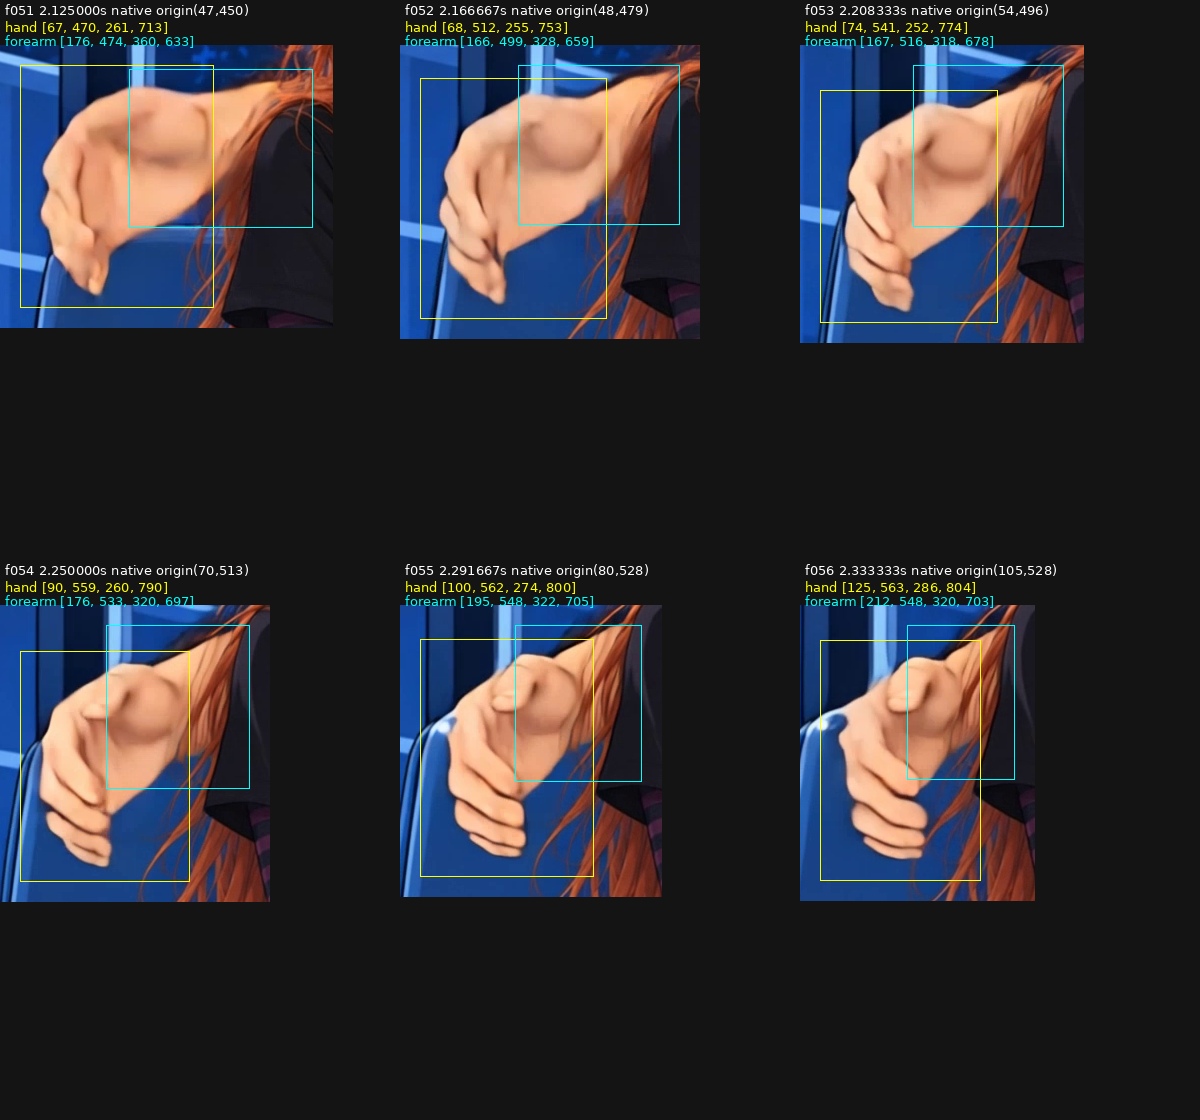 f051 2.125000s native origin(47,450)
hand [67, 470, 261, 713]
forearm [176, 474, 360, 633]
f052 2.166667s native origin(48,479)
hand [68, 512, 255, 753]
forearm [166, 499, 328, 659]
f053 2.208333s native origin(54,496)
hand [74, 541, 252, 774]
forearm [167, 516, 318, 678]
f054 2.250000s native origin(70,513)
hand [90, 559, 260, 790]
forearm [176, 533, 320, 697]
f055 2.291667s native origin(80,528)
hand [100, 562, 274, 800]
forearm [195, 548, 322, 705]
f056 2.333333s native origin(105,528)
hand [125, 563, 286, 804]
forearm [212, 548, 320, 703]